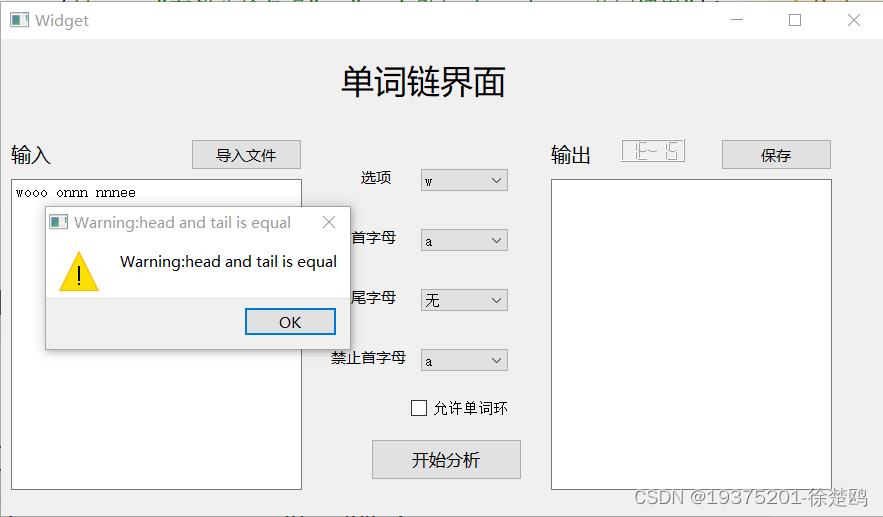 Widget
单词链界面
输入
导入文件
wooo onnn nnnee
Warning:head and tail is equal
Warning:head and tail is equal
OK
选项
w
首字母
a
尾字母
无
禁止首字母
a
允许单词环
开始分析
输出
1E-15
保存
CSDN @19375201-徐楚鸥